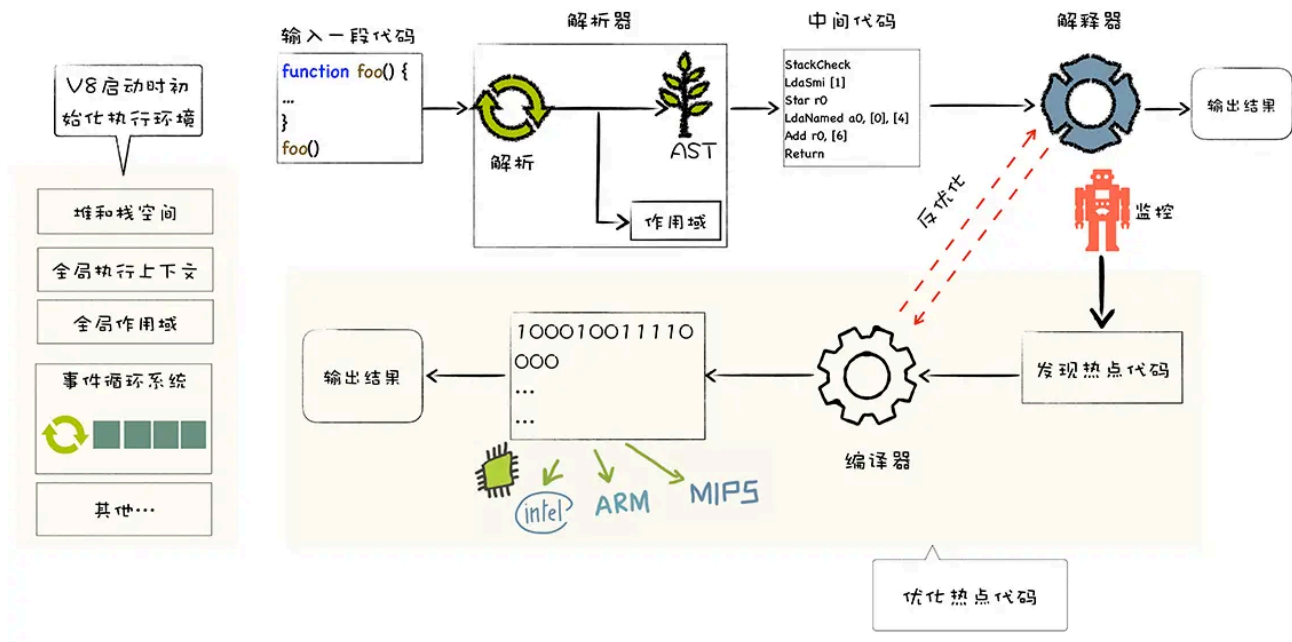 V8启动时初
始化执行环境
堆和栈空间
全局执行上下文
全局作用域
事件循环系统
其他…
输入一段代码
function foo() {
...
}
foo()
解析器
解析
AST
作用域
中间代码
StackCheck
LdaSmi [1]
Star r0
LdaNamed a0, [0], [4]
Add r0, [6]
Return
解释器
输出结果
反优化
监控
发现热点代码
编译器
10001001110
000
...
...
intel
ARM
MIPS
输出结果
优化热点代码